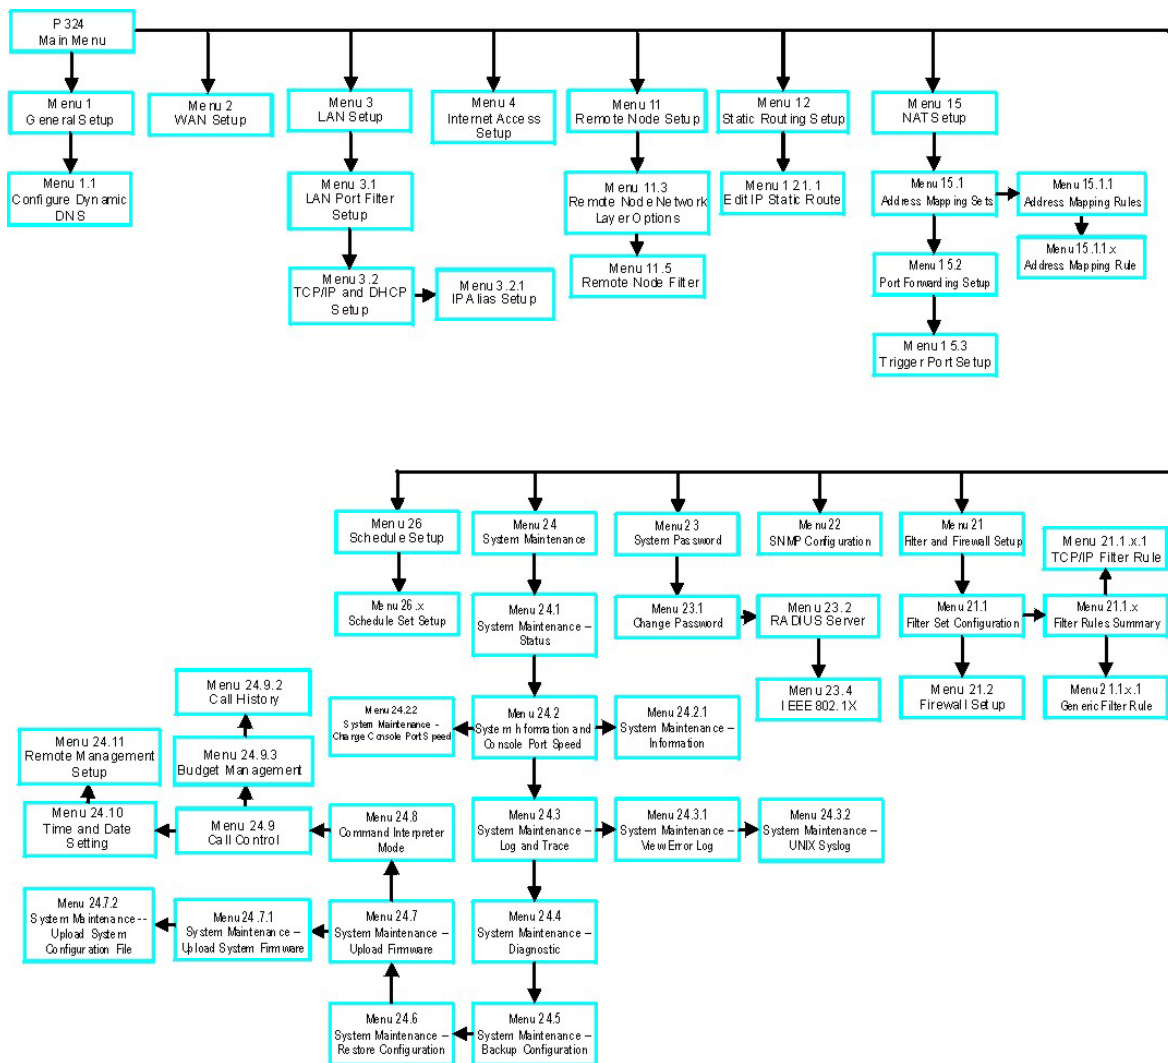 P324
Main Menu
Menu 1
General Setup
Menu 2
WAN Setup
Menu 3
LAN Setup
Menu 4
Internet Access
Setup
Menu 11
Remote Node Setup
Menu 12
Static Routing Setup
Menu 15
NAT Setup
Menu 1.1
Configure Dynamic
DNS
Menu 3.1
LAN Port Filter
Setup
Menu 11.3
Remote Node Network
Layer Options
Menu 121.1
Edit IP Static Route
Menu 15.1
Address Mapping Sets
Menu 15.1.1
Address Mapping Rules
Menu 15.1.1.x
Address Mapping Rule
Menu 3.2
TCP/IP and DHCP
Setup
Menu 3.2.1
IP Alias Setup
Menu 11.5
Remote Node Filter
Menu 15.2
Port Forwarding Setup
Menu 15.3
Trigger Port Setup
Menu 26
Schedule Setup
Menu 24
System Maintenance
Menu 23
System Password
Menu 22
SNMP Configuration
Menu 21
Filter and Firewall Setup
Menu 21.1.x.1
TCP/IP Filter Rule
Menu 26.x
Schedule Set Setup
Menu 24.1
System Maintenance –
Status
Menu 23.1
Change Password
Menu 23.2
RADIUS Server
Menu 21.1
Filter Set Configuration
Menu 21.1.x
Filter Rules Summary
Menu 24.9.2
Call History
Menu 24.2.2
System Maintenance -
Charge Console Port Speed
Menu 24.2
System Information and
Console Port Speed
Menu 24.2.1
System Maintenance –
Information
Menu 23.4
IEEE 802.1X
Menu 21.2
Firewall Setup
Menu 21.1.x.1
Generic Filter Rule
Menu 24.11
Remote Management
Setup
Menu 24.9.3
Budget Management
Menu 24.10
Time and Date
Setting
Menu 24.9
Call Control
Menu 24.8
Command Interpreter
Mode
Menu 24.3
System Maintenance –
Log and Trace
Menu 24.3.1
System Maintenance –
View Error Log
Menu 24.3.2
System Maintenance –
UNIX Syslog
Menu 24.7.2
System Maintenance --
Upload System
Configuration File
Menu 24.7.1
System Maintenance –
Upload System Firmware
Menu 24.7
System Maintenance –
Upload Firmware
Menu 24.4
System Maintenance –
Diagnostic
Menu 24.6
System Maintenance –
Restore Configuration
Menu 24.5
System Maintenance –
Backup Configuration